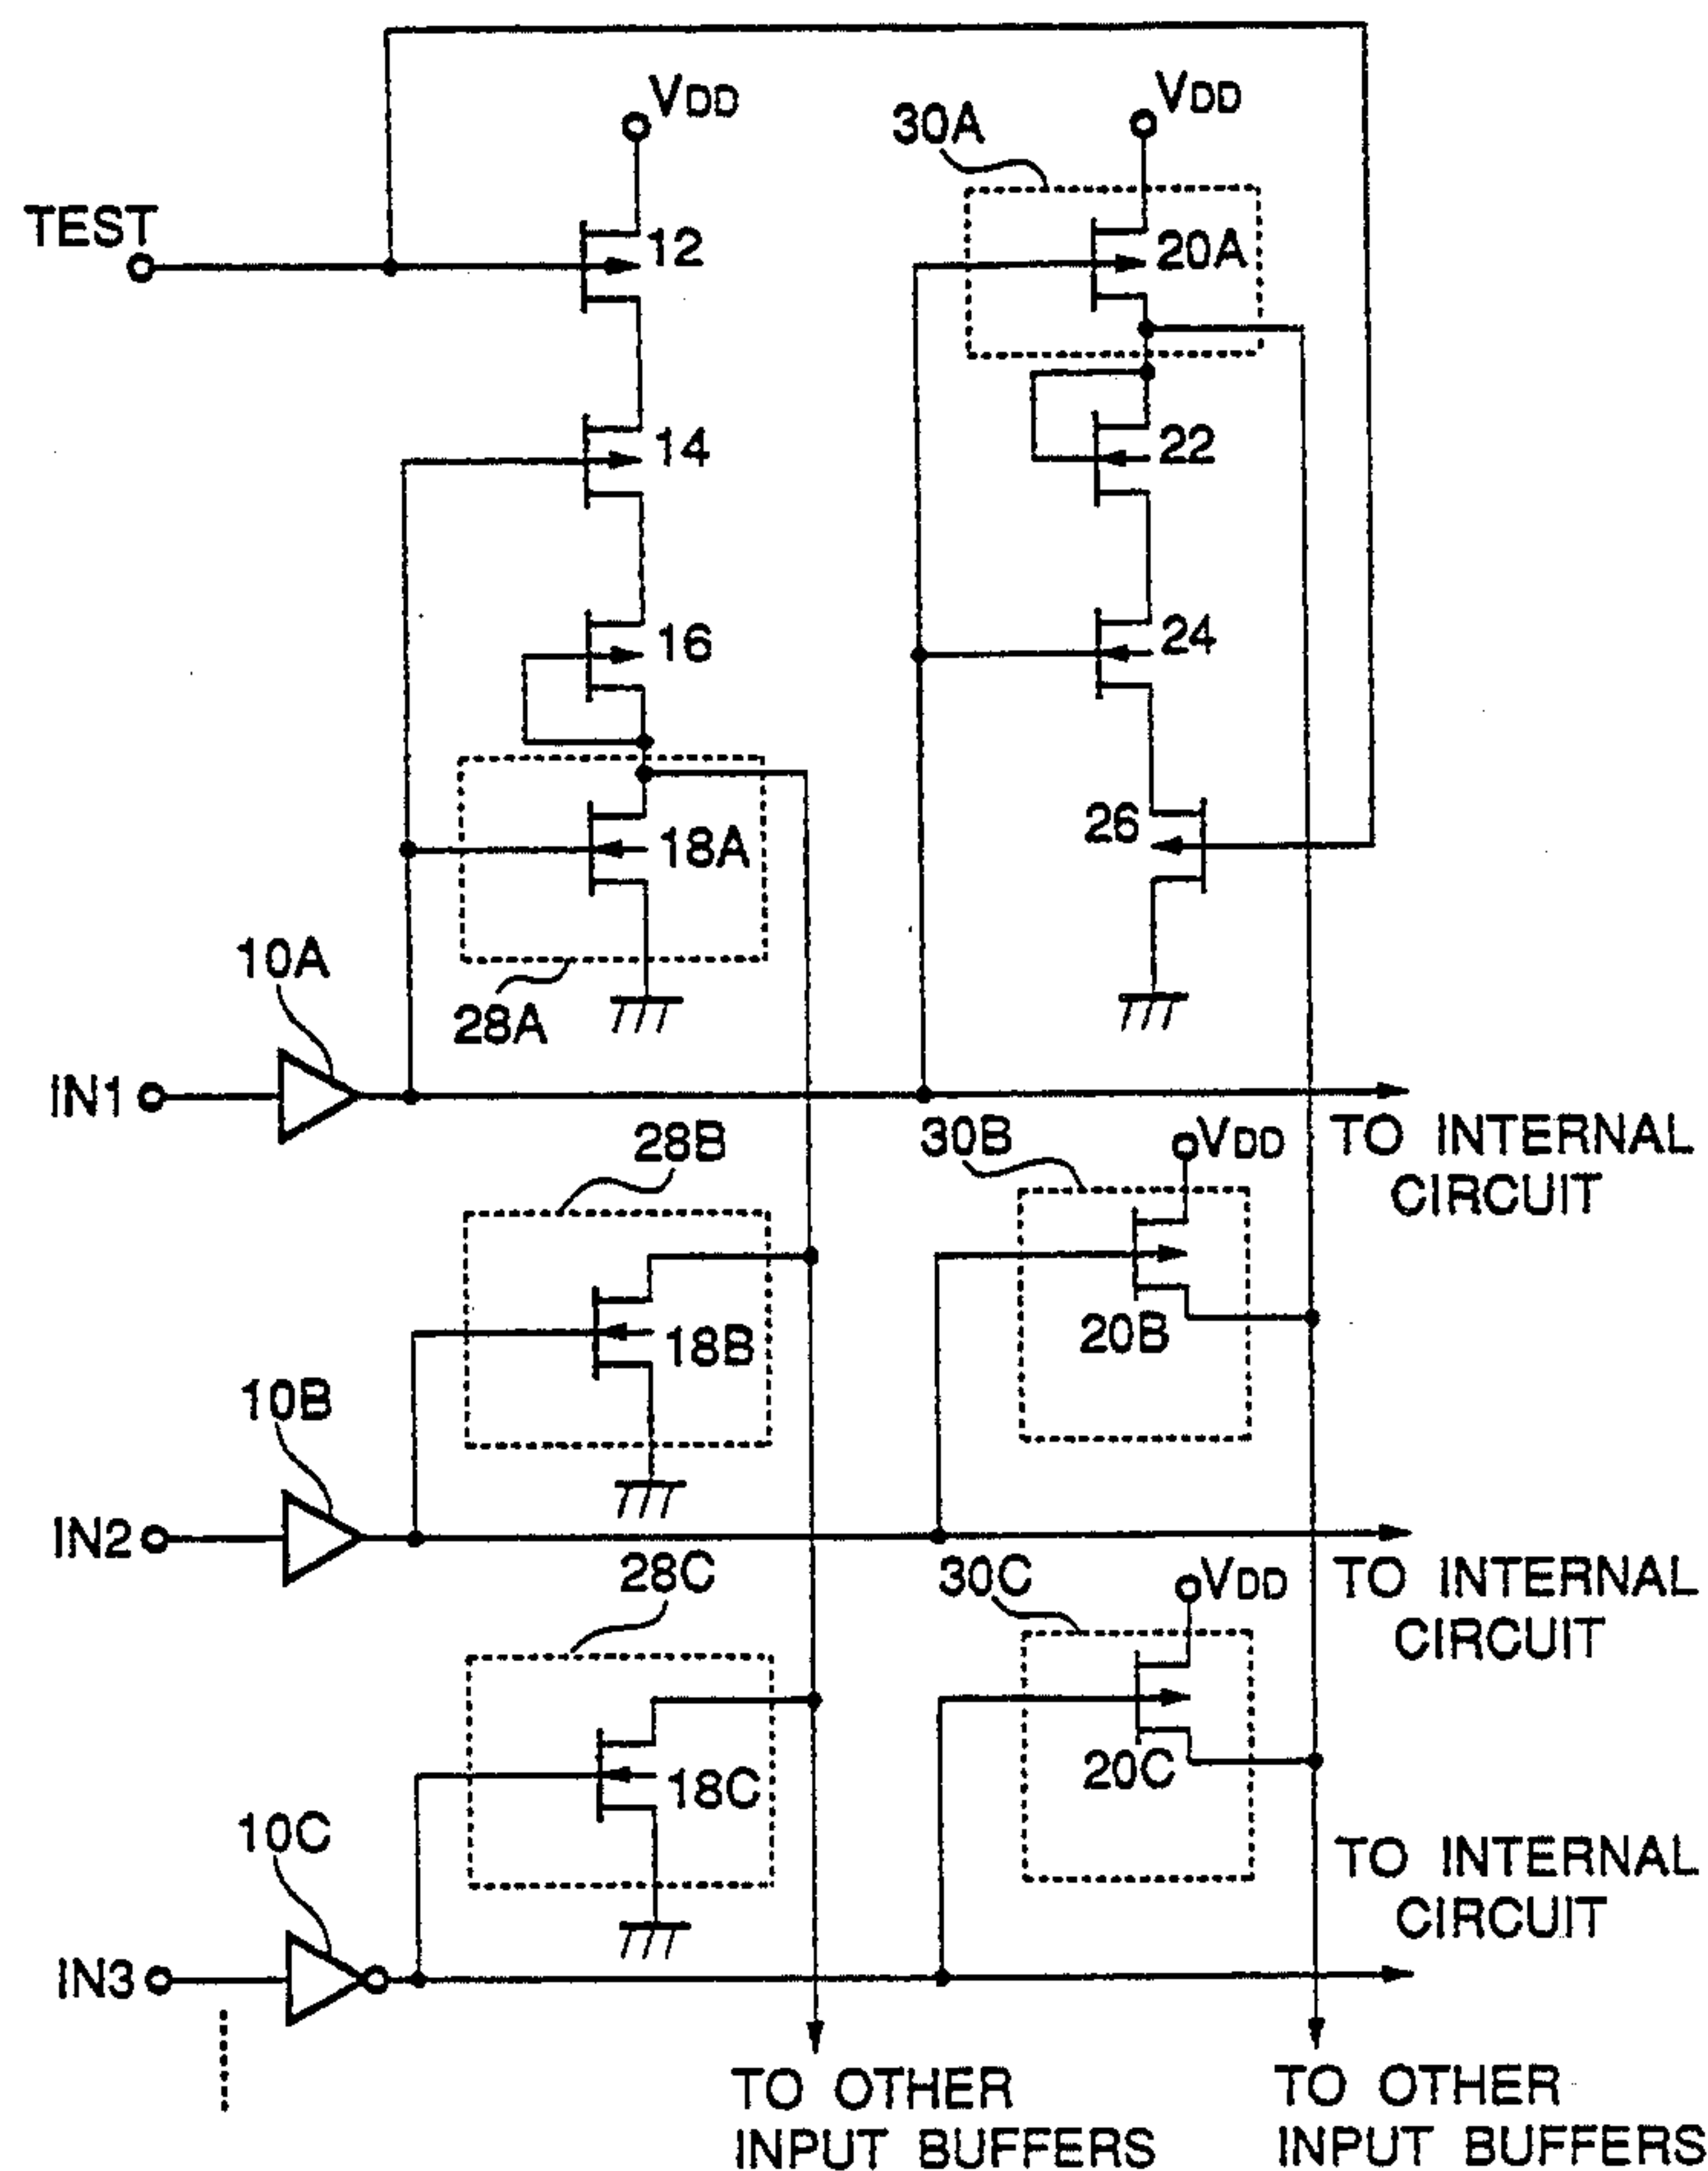 VDD
VDD
30A
TEST
12
20A
14
22
16
24
26
18A
10A
28A
IN1
28B
30B
VDD
TO INTERNAL
CIRCUIT
18B
20B
10B
IN2
28C
30C
VDD
TO INTERNAL
CIRCUIT
18C
20C
10C
TO INTERNAL
CIRCUIT
IN3
TO OTHER
INPUT BUFFERS
TO OTHER
INPUT BUFFERS